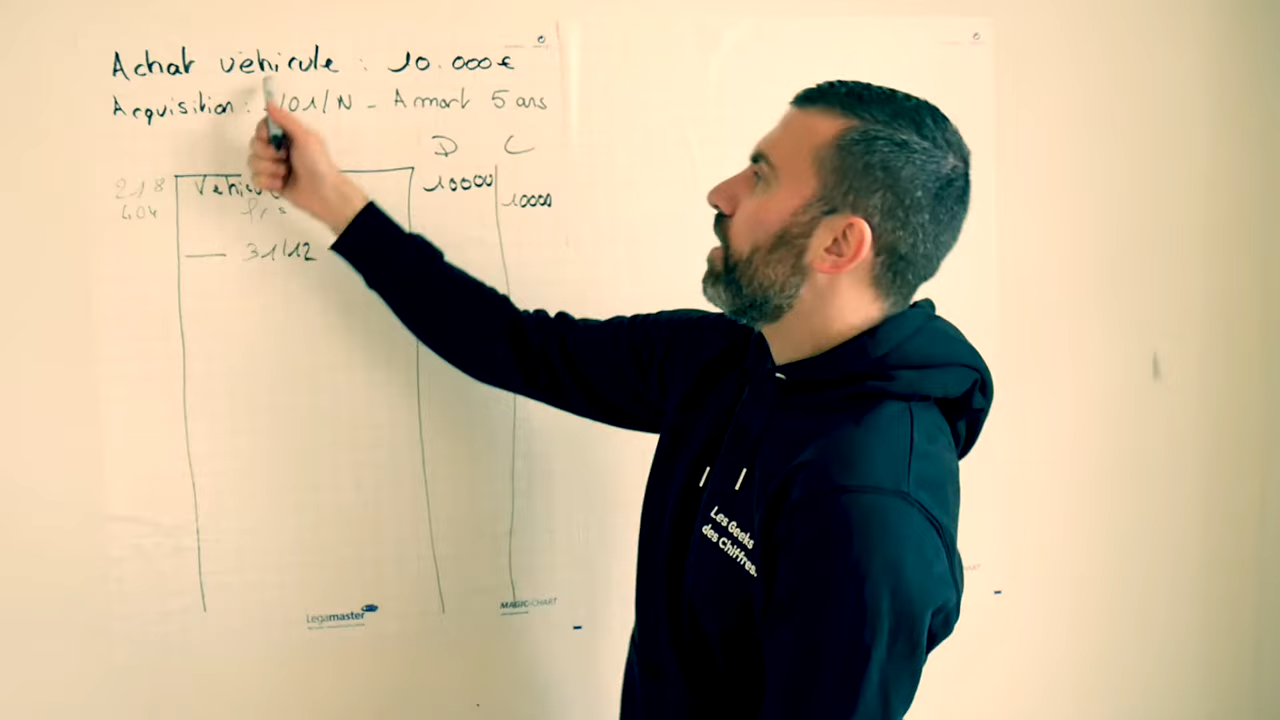 Achat véhicule : 10.000€
Acquisition : /01/N - Amort 5 ans
D C
218 Véhicu 10000
404 10000
— 31/12
Les Geeks
des Chiffres.
Legamaster
MAGIC-CHART